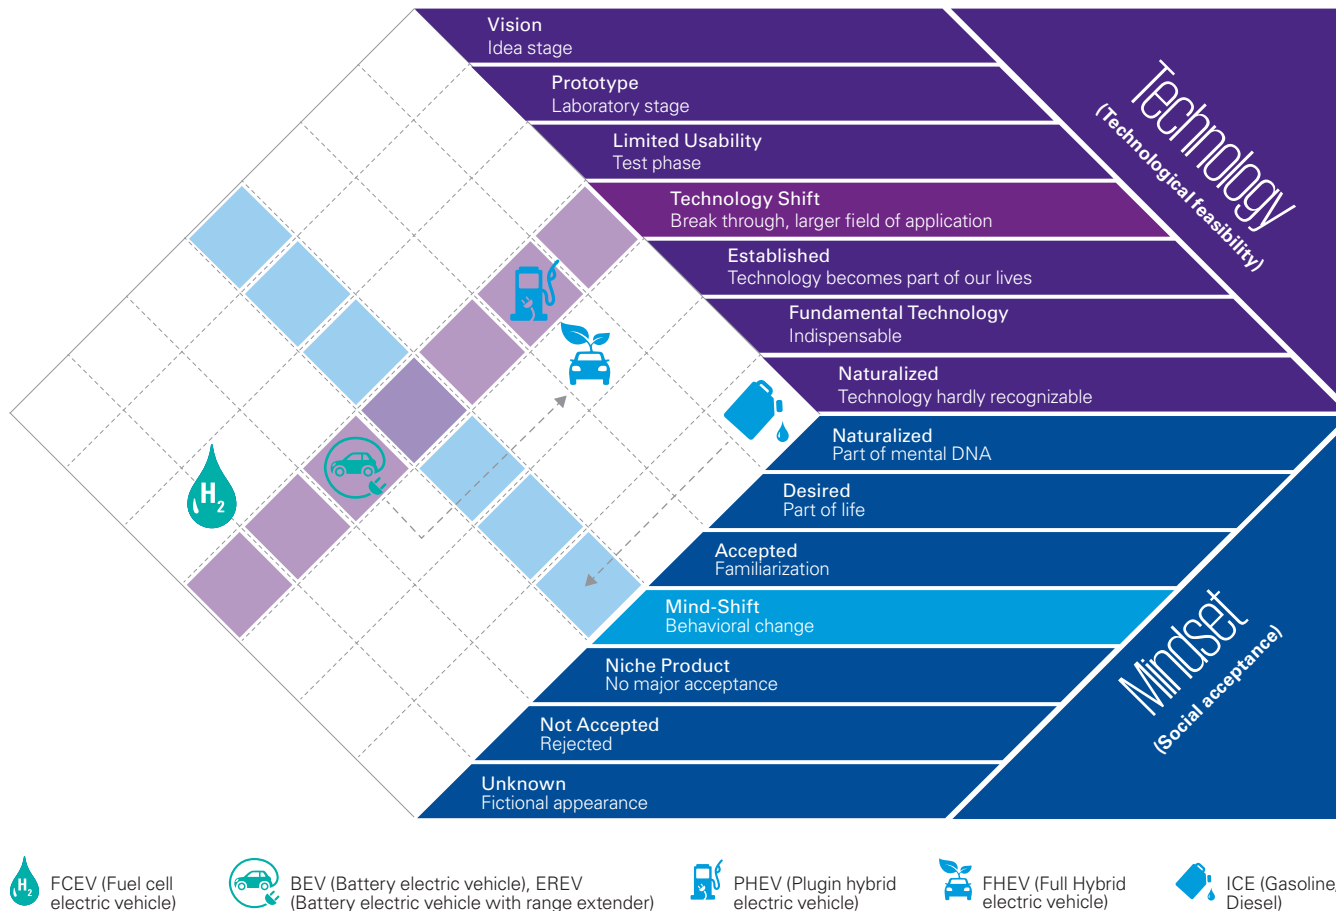 Vision
Idea stage
Prototype
Laboratory stage
Limited Usability
Test phase
Technology Shift
Break through, larger field of application
Established
Technology becomes part of our lives
Fundamental Technology
Indispensable
Naturalized
Technology hardly recognizable
Technology
(Technological feasibility)
Naturalized
Part of mental DNA
Desired
Part of life
Accepted
Familiarization
Mind-Shift
Behavioral change
Niche Product
No major acceptance
Not Accepted
Rejected
Unknown
Fictional appearance
Mindset
(Social acceptance)
H2
H2
FCEV (Fuel cell
electric vehicle)
BEV (Battery electric vehicle), EREV
(Battery electric vehicle with range extender)
PHEV (Plugin hybrid
electric vehicle)
FHEV (Full Hybrid
electric vehicle)
ICE (Gasoline,
Diesel)